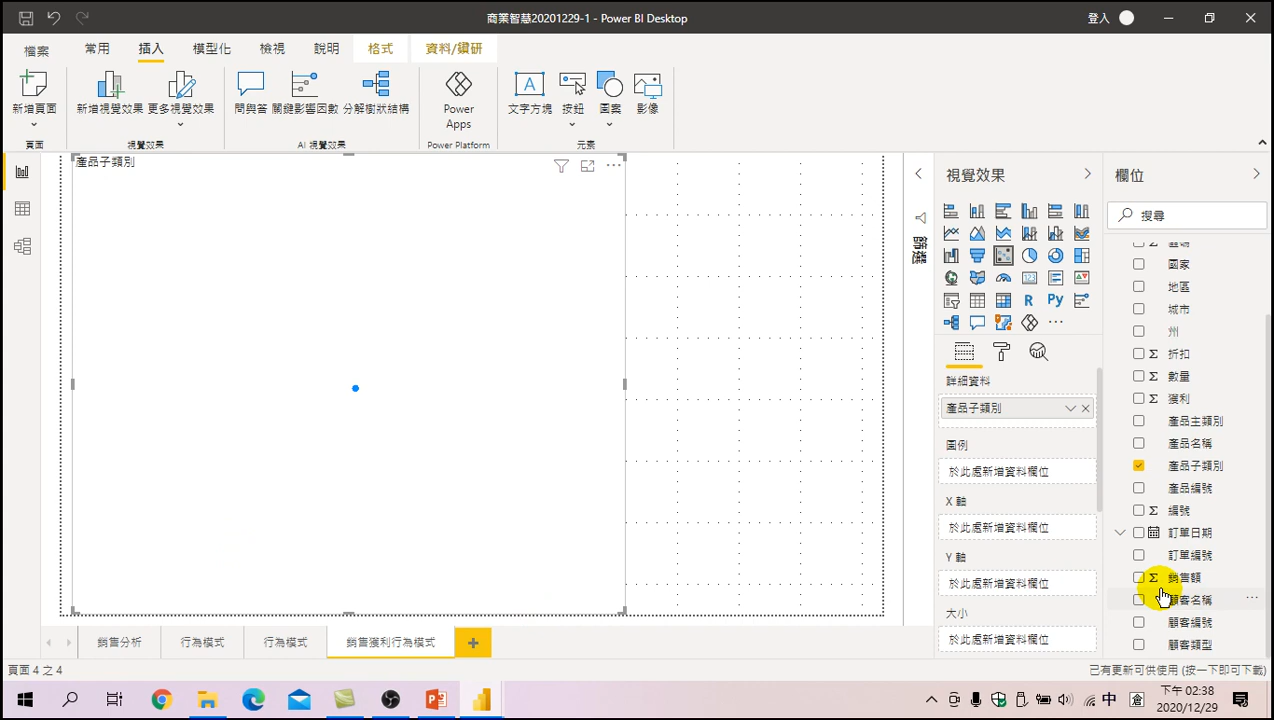 商業智慧20201229-1 - Power BI Desktop
登入
檔案
常用
插入
模型化
檢視
說明
格式
資料/鑽研
新增頁面
新增視覺效果
更多視覺效果
問與答
關鍵影響因數
分解樹狀結構
Power Apps
文字方塊
按鈕
圖案
影像
頁面
視覺效果
AI 視覺效果
Power Platform
元素
產品子類別
篩選
視覺效果
R
Py
詳細資料
產品子類別
圖例
於此處新增資料欄位
X 軸
於此處新增資料欄位
Y 軸
於此處新增資料欄位
大小
於此處新增資料欄位
欄位
搜尋
國家
地區
城市
州
折扣
數量
獲利
產品主類別
產品名稱
產品子類別
產品編號
編號
訂單日期
訂單編號
銷售額
顧客名稱
顧客編號
顧客類型
銷售分析
行為模式
行為模式
銷售獲利行為模式
頁面 4 之 4
已有更新可供使用 (按一下即可下載)
中
倉
下午 02:38
2020/12/29